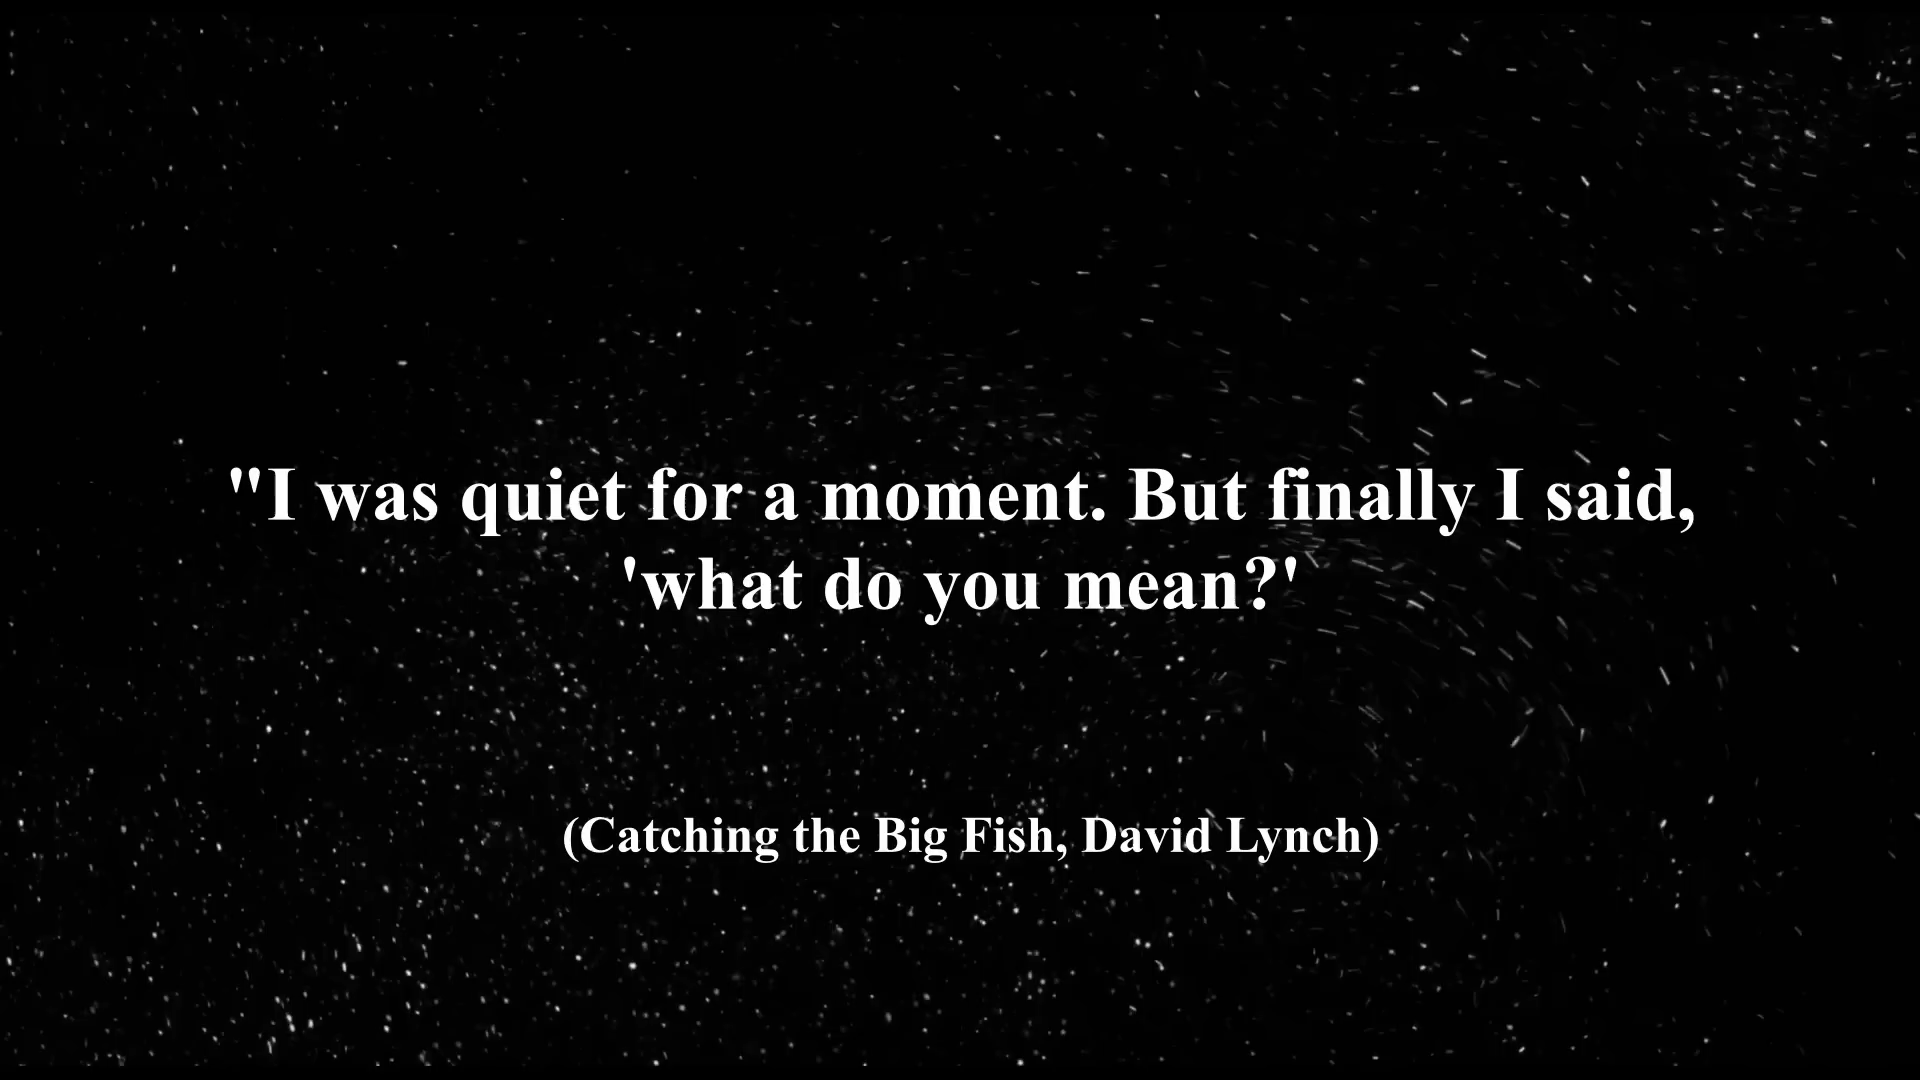 "I was quiet for a moment. But finally I said,
'what do you mean?'
(Catching the Big Fish, David Lynch)